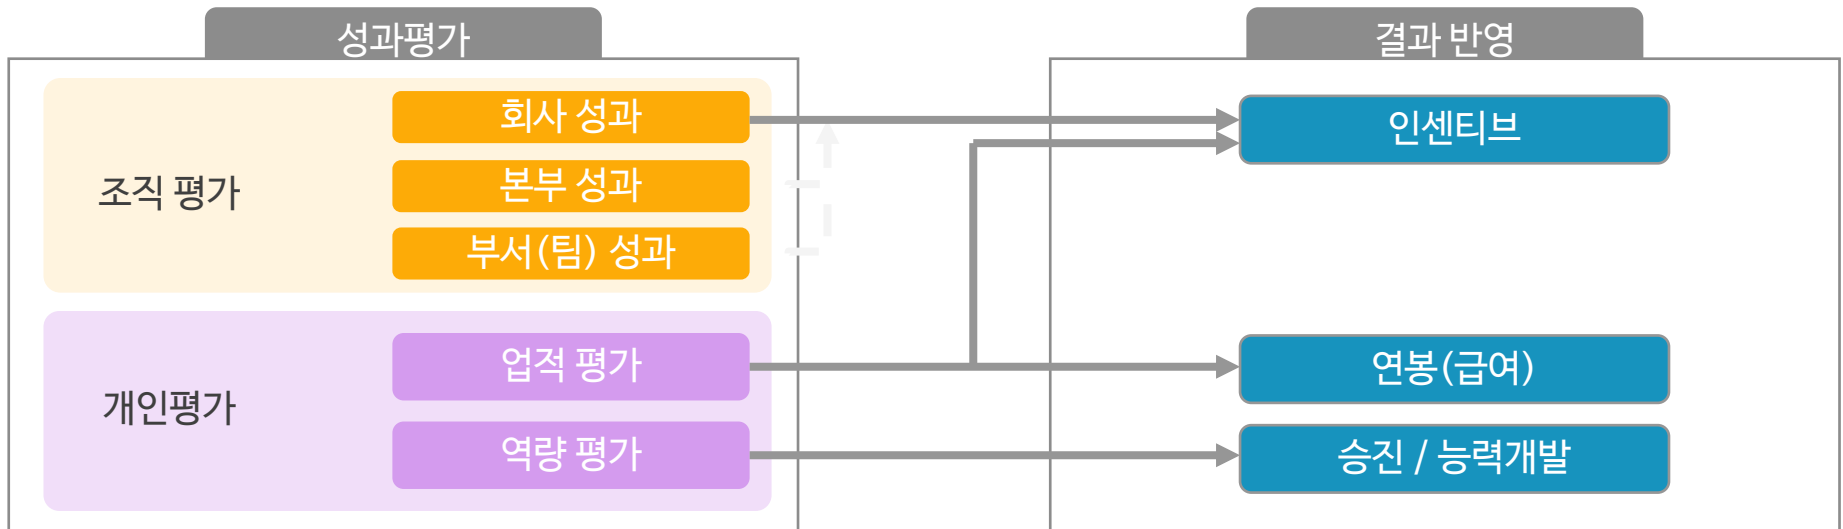 성과평가
결과 반영
조직 평가
회사 성과
본부 성과
부서(팀) 성과
인센티브
개인평가
업적 평가
역량 평가
연봉(급여)
승진 / 능력개발